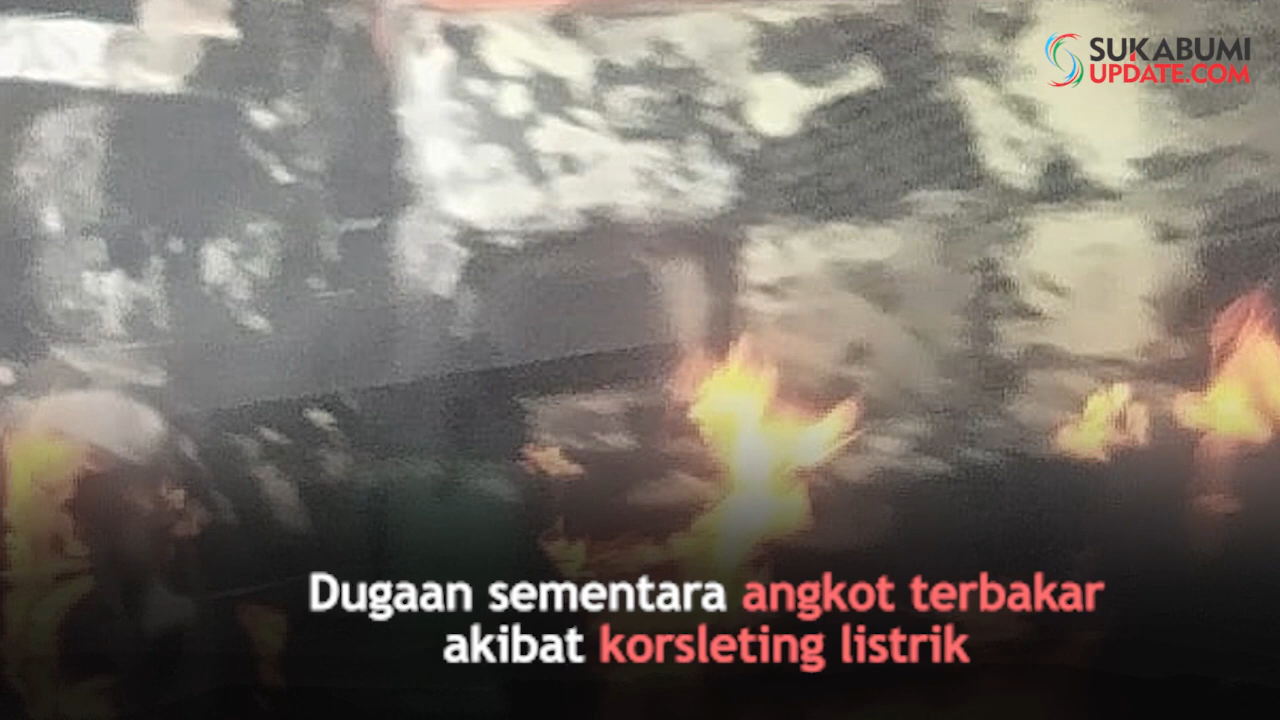 SUKABUMI
UPDATE.COM
Dugaan sementara angkot terbakar
akibat korsleting listrik